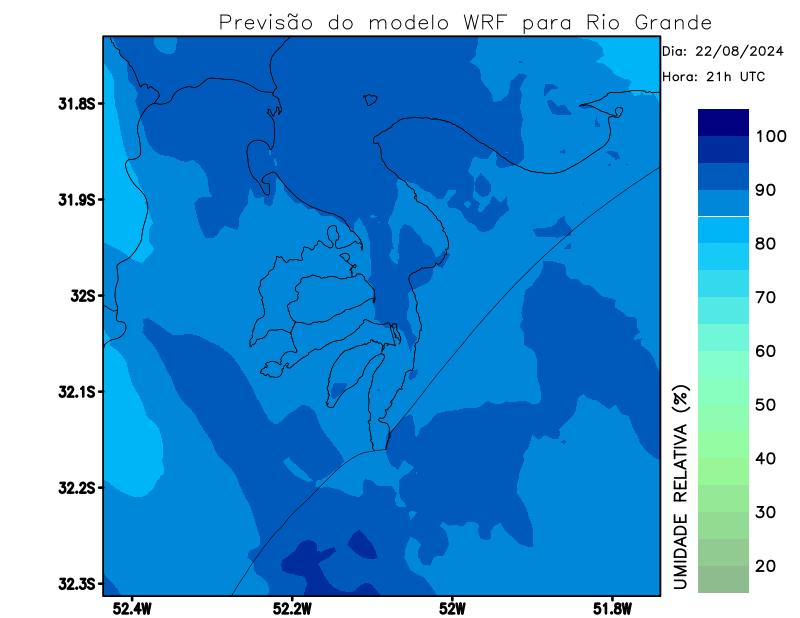 Previsão do modelo WRF para Rio Grande
Dia: 22/08/2024
Hora: 21h UTC
31.8S
31.9S
32S
32.1S
32.2S
32.3S
52.4W
52.2W
52W
51.8W
UMIDADE RELATIVA (%)
100
90
80
70
60
50
40
30
20